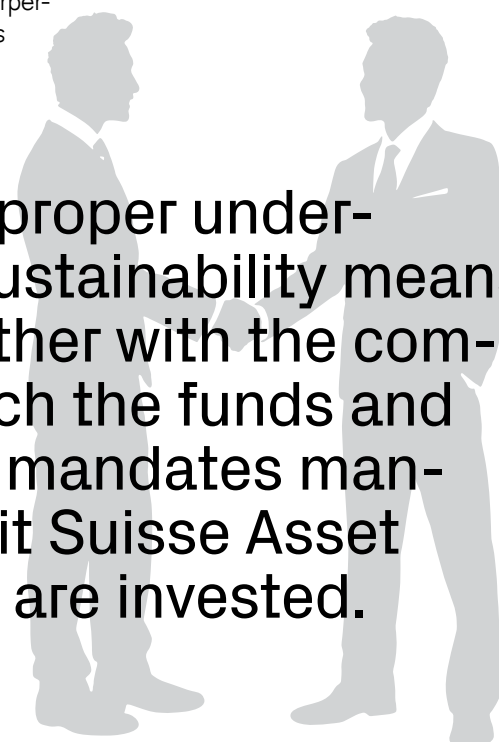 rper-
s
proper under-
ustainability mean
ther with the com-
ch the funds and
mandates man-
it Suisse Asset
are invested.